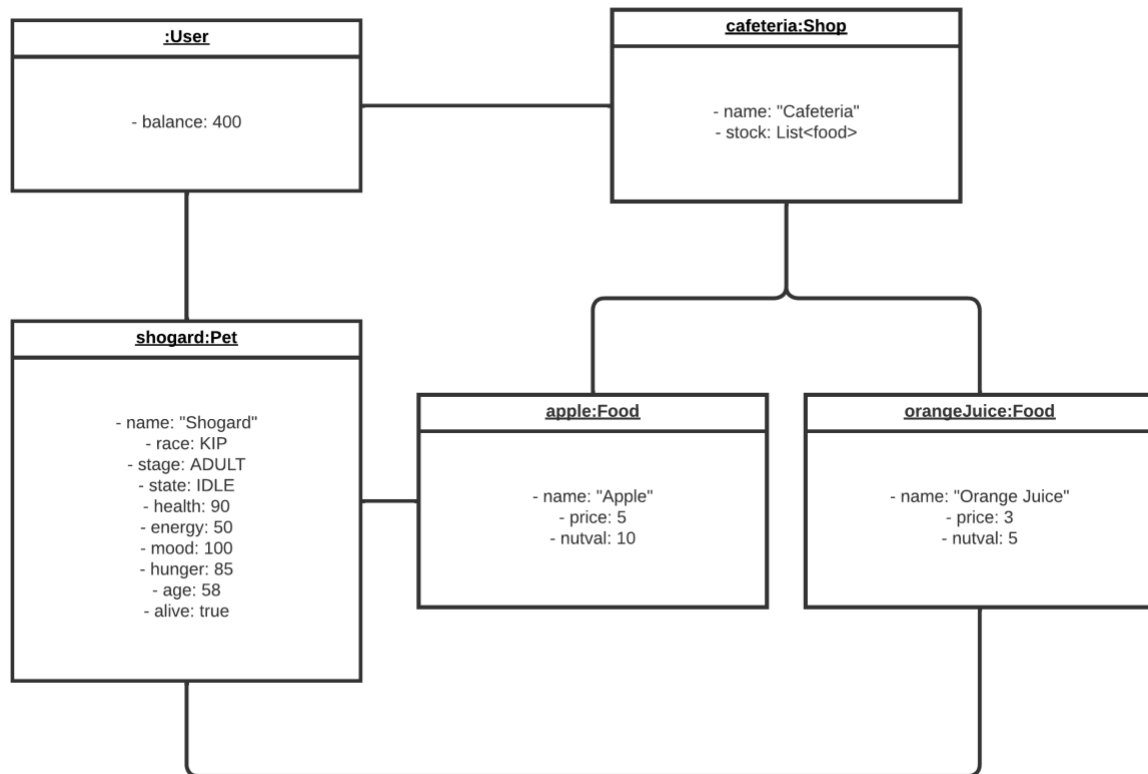 :User
- balance: 400
cafeteria:Shop
- name: "Cafeteria"
- stock: List<food>
shogard:Pet
- name: "Shogard"
- race: KIP
- stage: ADULT
- state: IDLE
- health: 90
- energy: 50
- mood: 100
- hunger: 85
- age: 58
- alive: true
apple:Food
- name: "Apple"
- price: 5
- nutval: 10
orangeJuice:Food
- name: "Orange Juice"
- price: 3
- nutval: 5